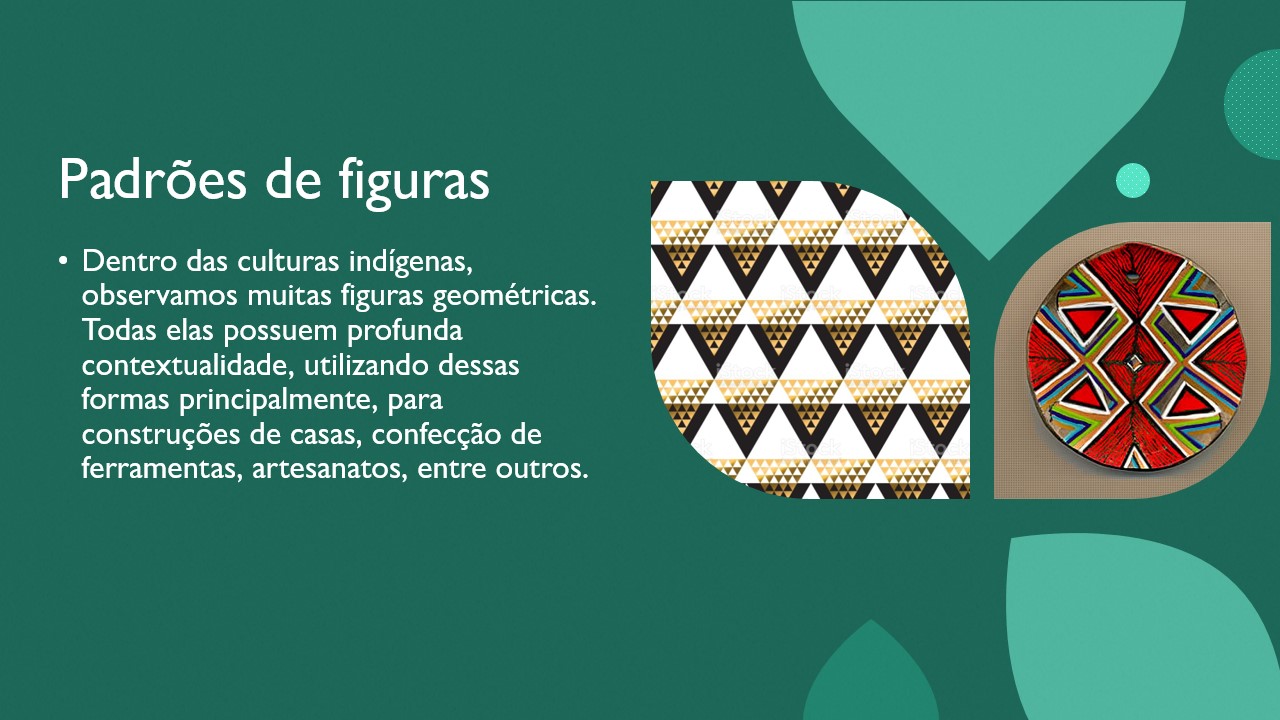 Padrões de figuras
• Dentro das culturas indígenas,
observamos muitas figuras geométricas.
Todas elas possuem profunda
contextualidade, utilizando dessas
formas principalmente, para
construções de casas, confecção de
ferramentas, artesanatos, entre outros.